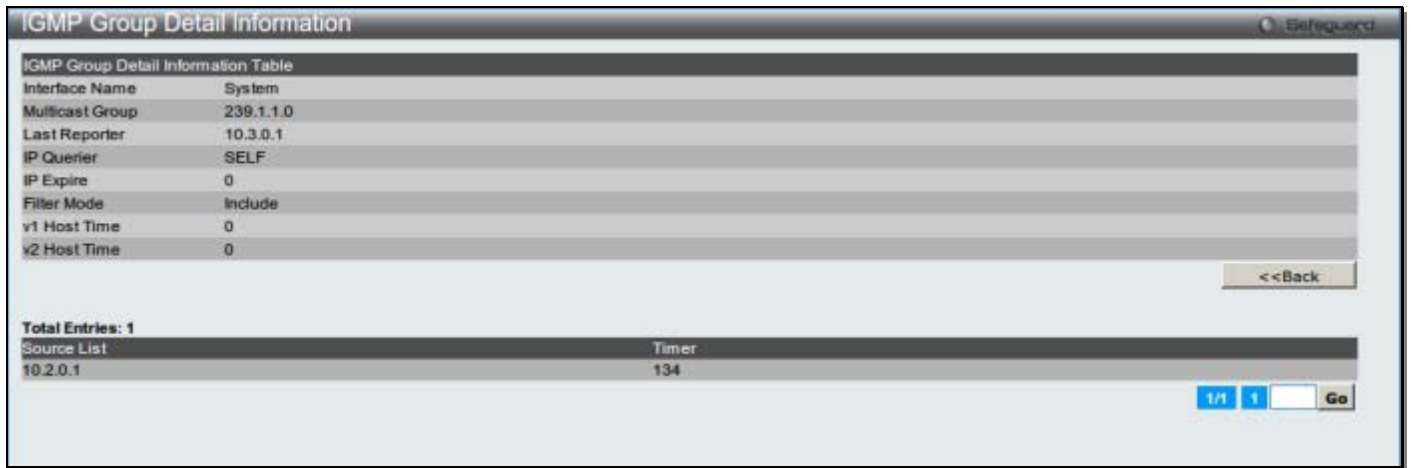 IGMP Group Detail Information
Safeguard
IGMP Group Detail Information Table
Interface Name System
Multicast Group 239.1.1.0
Last Reporter 10.3.0.1
IP Querier SELF
IP Expire 0
Filter Mode Include
v1 Host Time 0
v2 Host Time 0
<<Back
Total Entries: 1
Source List Timer
10.2.0.1 134
1/1 1 Go